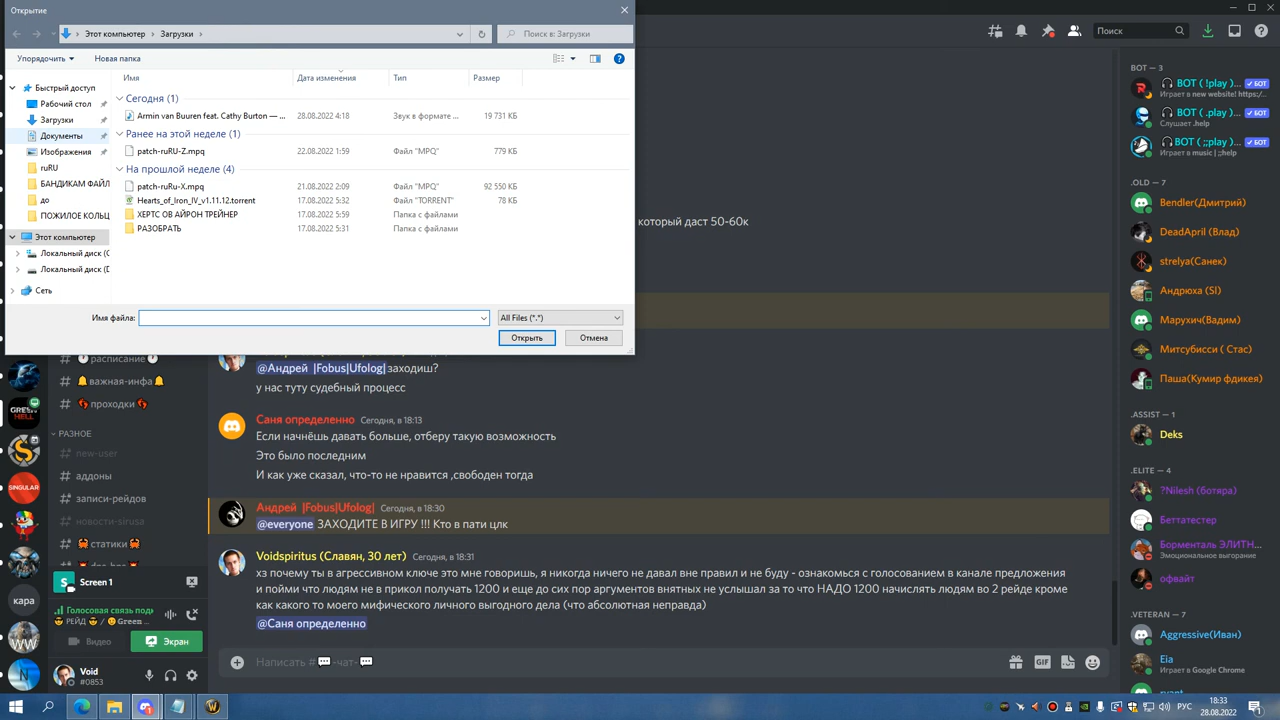 Открытие
Этот компьютер
Загрузки
Поиск в: Загрузки
Упорядочить
Новая папка
Быстрый доступ
Рабочий стол
Загрузки
Документы
Изображения
ruRU
БАНДИКАМ ФАЙЛ
до
ПОЖИЛОЕ КОЛЬЦ
Этот компьютер
Локальный диск (C
Локальный диск (D
Сеть
Имя
Дата изменения
Тип
Размер
Сегодня (1)
Armin van Buuren feat. Cathy Burton — ...
28.08.2022 4:18
Звук в формате ...
19 731 КБ
Ранее на этой неделе (1)
patch-ruRU-Z.mpq
22.08.2022 1:59
Файл "MPQ"
779 КБ
На прошлой неделе (4)
patch-ruRu-X.mpq
21.08.2022 2:09
Файл "MPQ"
92 550 КБ
Hearts_of_Iron_IV_v1.11.12.torrent
17.08.2022 5:32
Файл "TORRENT"
78 КБ
ХЕРТС ОВ АЙРОН ТРЕЙНЕР
17.08.2022 5:59
Папка с файлами
РАЗОБРАТЬ
17.08.2022 5:31
Папка с файлами
Имя файла:
All Files (*.*)
Открыть
Отмена
Поиск
который даст 50-60к
расписание
важная-инфа
проходки
РАЗНОЕ
new-user
аддоны
записи-рейдов
новости-sirusa
статики
GREEN HELL
SINGULAR
кара
WW
N
Screen 1
Голосовая связь подк
РЕЙД / Green ...
Видео
Экран
Void
#0853
@Андрей |Fobus|Ufolog| заходиш?
у нас туту судебный процесс
Саня определенно Сегодня, в 18:13
Если начнёшь давать больше, отберу такую возможность
Это было последним
И как уже сказал, что-то не нравится ,свободен тогда
Андрей |Fobus|Ufolog| Сегодня, в 18:30
@everyone ЗАХОДИТЕ В ИГРУ !!! Кто в пати цлк
Voidspiritus (Славян, 30 лет) Сегодня, в 18:31
хз почему ты в агрессивном ключе это мне говоришь, я никогда ничего не давал вне правил и не буду - ознакомься с голосованием в канале предложения
и пойми что людям не в прикол получать 1200 и еще до сих пор аргументов внятных не услышал за то что НАДО 1200 начислять людям во 2 рейде кроме
как какого то моего мифического личного выгодного дела (что абсолютная неправда)
@Саня определенно
Написать #-чат-
GIF
BOT — 3
BOT ( !play ) ...
БОТ
Играет в new website! https:/...
BOT ( .play) ...
БОТ
Слушает .help
BOT ( ;;play ) ...
БОТ
Играет в music | ;;help
.OLD — 7
Bendler(Дмитрий)
DeadApril (Влад)
strelya(Санек)
Андрюха (Sl)
Марухич(Вадим)
Митсубисси ( Стас)
Паша(Кумир фдикея)
.ASSIST — 1
Deks
.ELITE — 4
?Nilesh (ботяра)
Беттатестер
Борменталь ЭЛИТН...
Эмоциональное выгорание
офвайт
.VETERAN — 7
Aggressive(Иван)
Eia
Играет в Google Chrome
РУС
18:33
28.08.2022